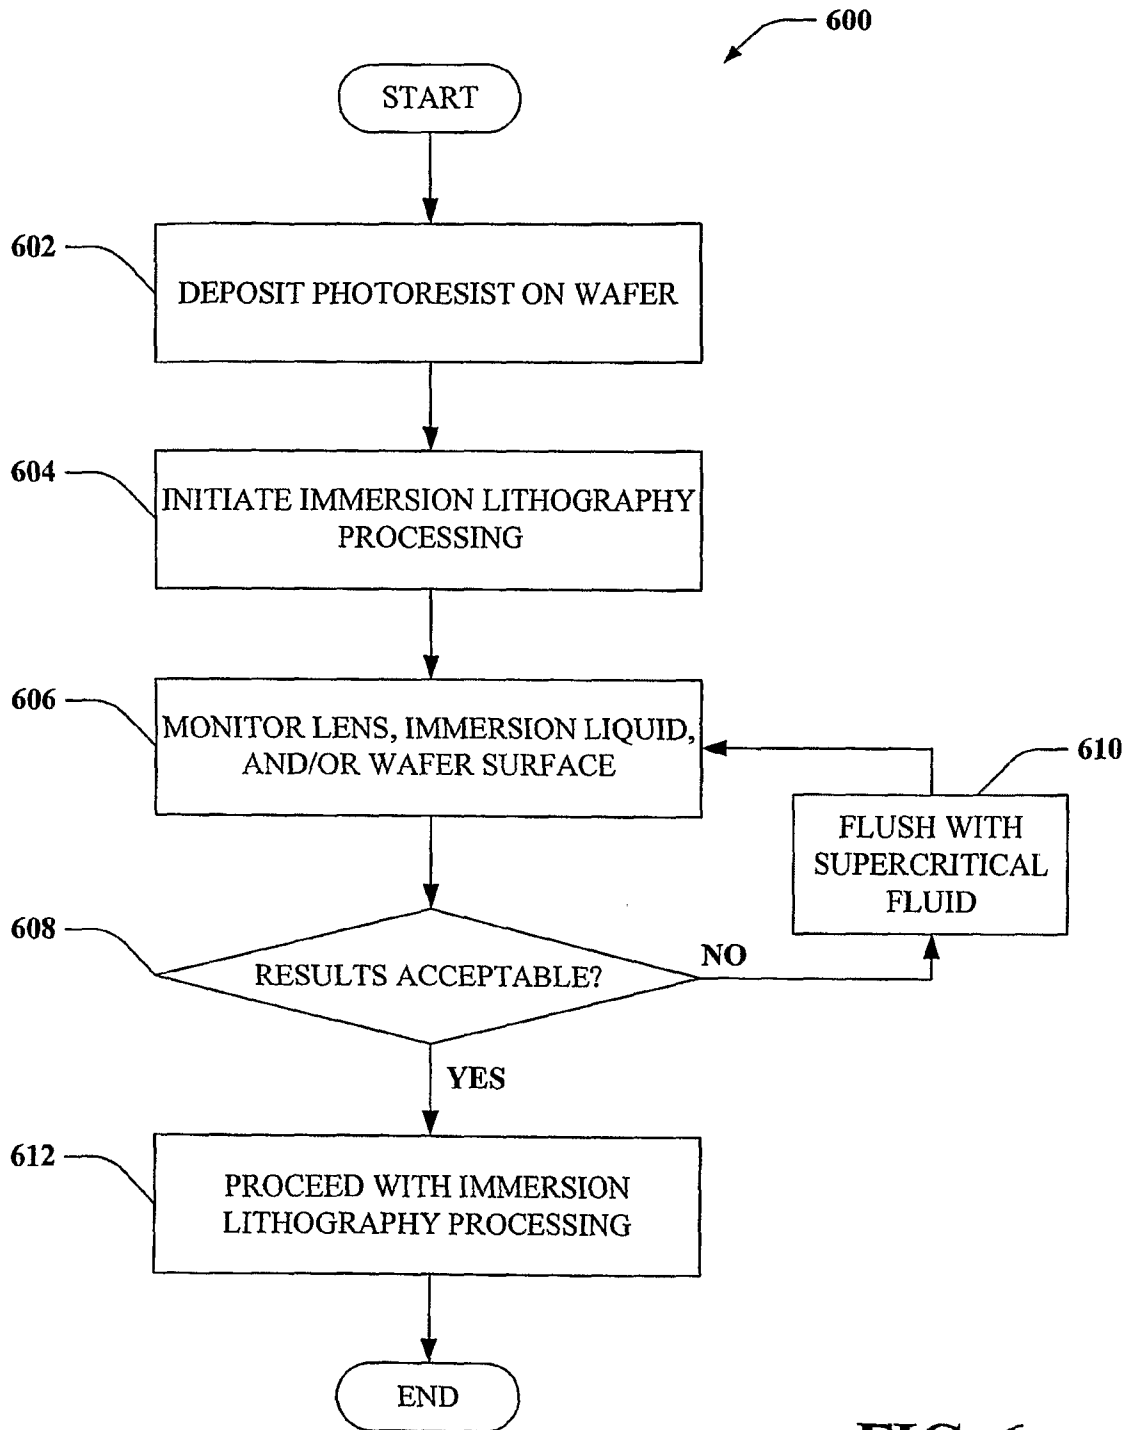 600
START
602
DEPOSIT PHOTORESIST ON WAFER
604
INITIATE IMMERSION LITHOGRAPHY
PROCESSING
606
MONITOR LENS, IMMERSION LIQUID,
AND/OR WAFER SURFACE
610
FLUSH WITH
SUPERCRITICAL
FLUID
608
RESULTS ACCEPTABLE?
NO
YES
612
PROCEED WITH IMMERSION
LITHOGRAPHY PROCESSING
END
FIG. 6